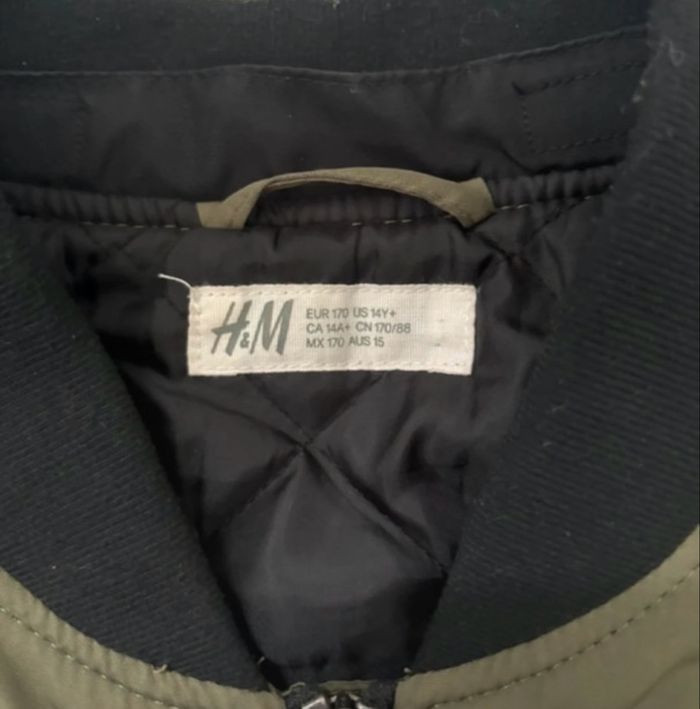 H&M
EUR 170 US 14Y+
CA 14A+ CN 170/88
MX 170 AUS 15